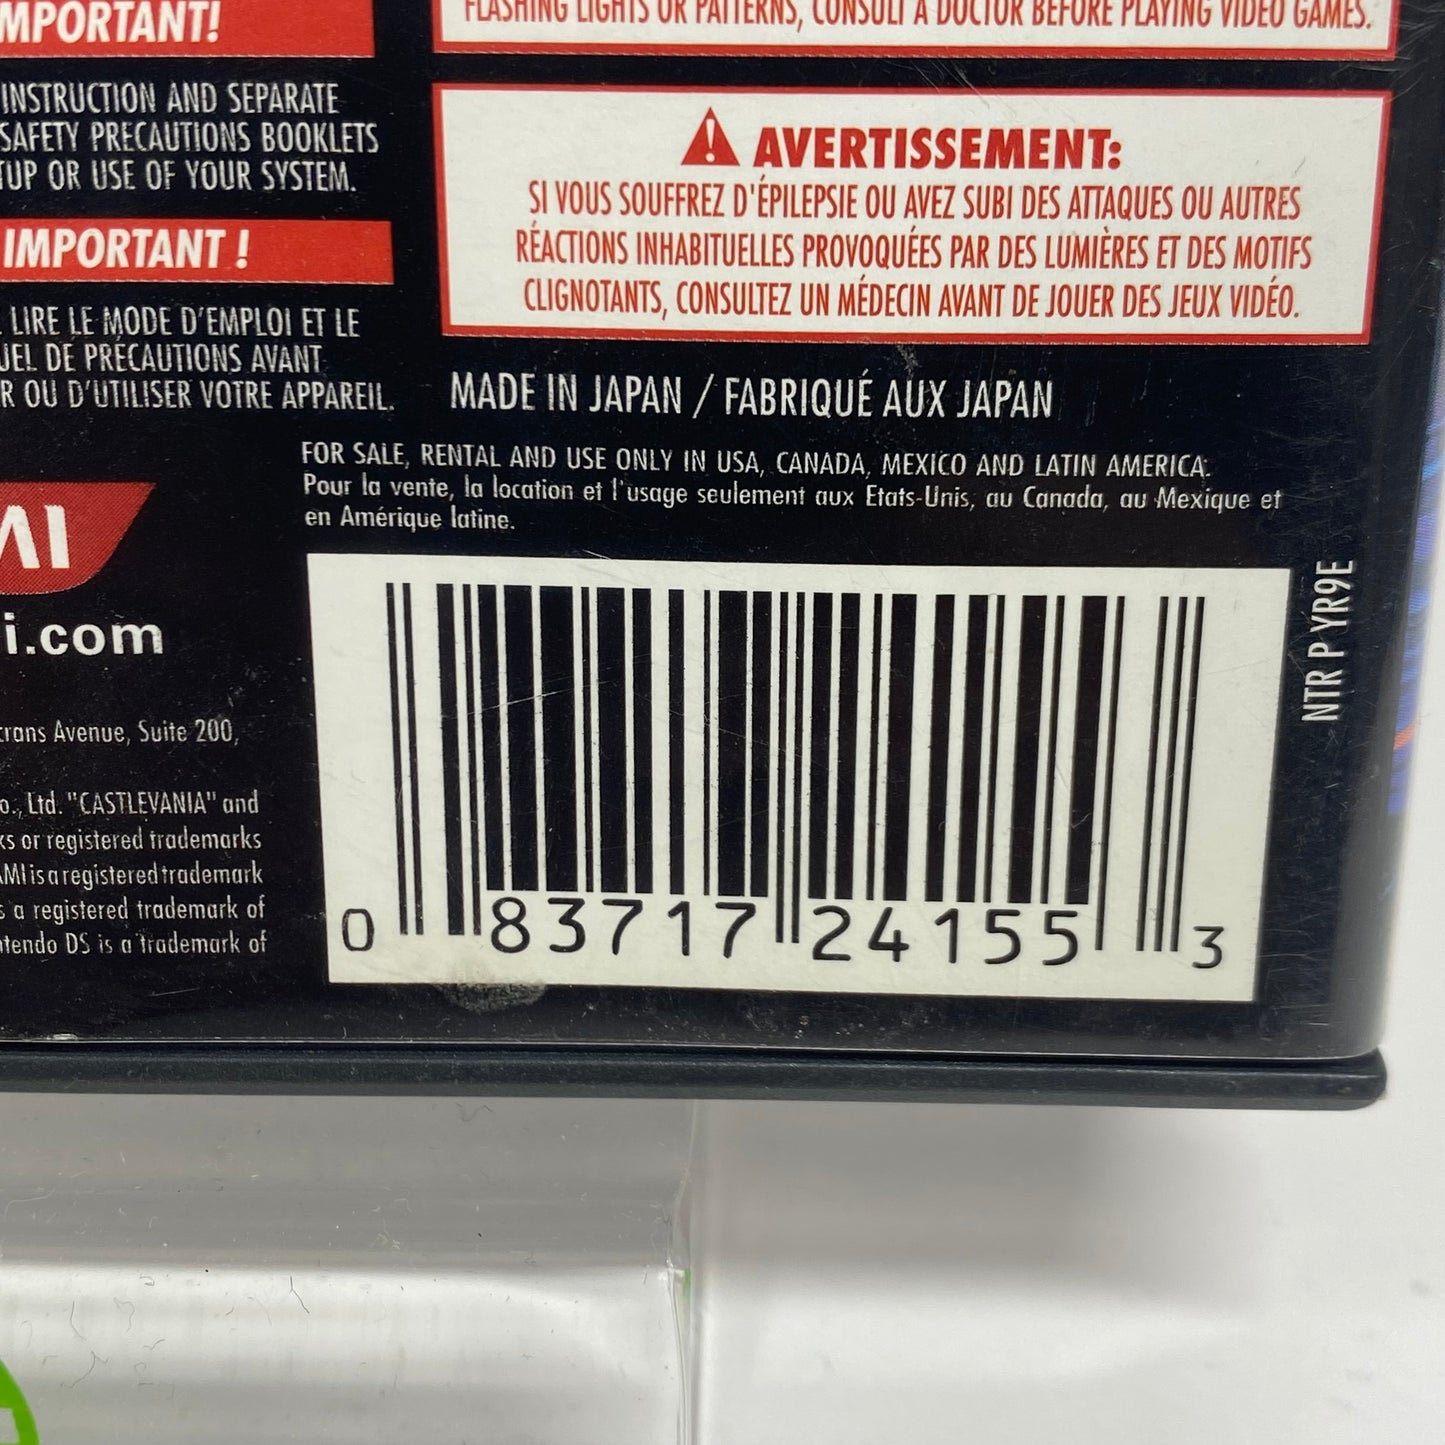 MPORTANT!
INSTRUCTION AND SEPARATE
SAFETY PRECAUTIONS BOOKLETS
TUP OR USE OF YOUR SYSTEM.
IMPORTANT !
LIRE LE MODE D'EMPLOI ET LE
UEL DE PRÉCAUTIONS AVANT
R OU D'UTILISER VOTRE APPAREIL.
MI
i.com
crans Avenue, Suite 200,
o., Ltd. "CASTLEVANIA" and
ks or registered trademarks
AMI is a registered trademark
s a registered trademark of
ntendo DS is a trademark of
FLASHING LIGHTS OR PATTERNS, CONSULT A DOCTOR BEFORE PLAYING VIDEO GAMES.
AVERTISSEMENT:
SI VOUS SOUFFREZ D'ÉPILEPSIE OU AVEZ SUBI DES ATTAQUES OU AUTRES
RÉACTIONS INHABITUELLES PROVOQUÉES PAR DES LUMIÈRES ET DES MOTIFS
CLIGNOTANTS, CONSULTEZ UN MÉDECIN AVANT DE JOUER DES JEUX VIDÉO.
MADE IN JAPAN / FABRIQUÉ AUX JAPAN
FOR SALE, RENTAL AND USE ONLY IN USA, CANADA, MEXICO AND LATIN AMERICA.
Pour la vente, la location et l'usage seulement aux Etats-Unis, au Canada, au Mexique et
en Amérique latine.
0 83717 24155 3
NTR P YR9E